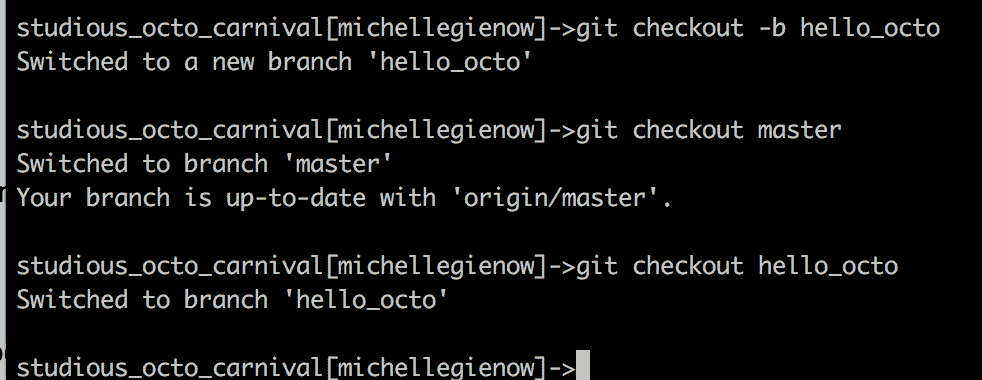 studious_octo_carnival[michellegienow]->git checkout -b hello_octo
Switched to a new branch 'hello_octo'
studious_octo_carnival[michellegienow]->git checkout master
Switched to branch 'master'
Your branch is up-to-date with 'origin/master'.
studious_octo_carnival[michellegienow]->git checkout hello_octo
Switched to branch 'hello_octo'
studious_octo_carnival[michellegienow]->